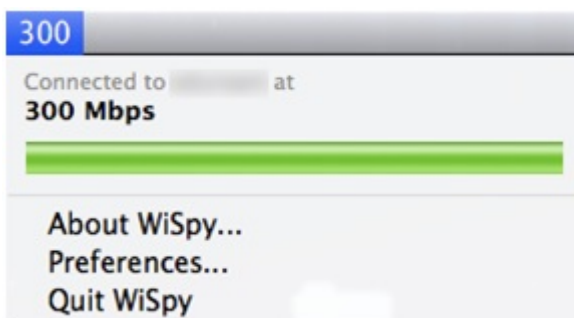 300
Connected to at
300 Mbps
About WiSpy...
Preferences...
Quit WiSpy